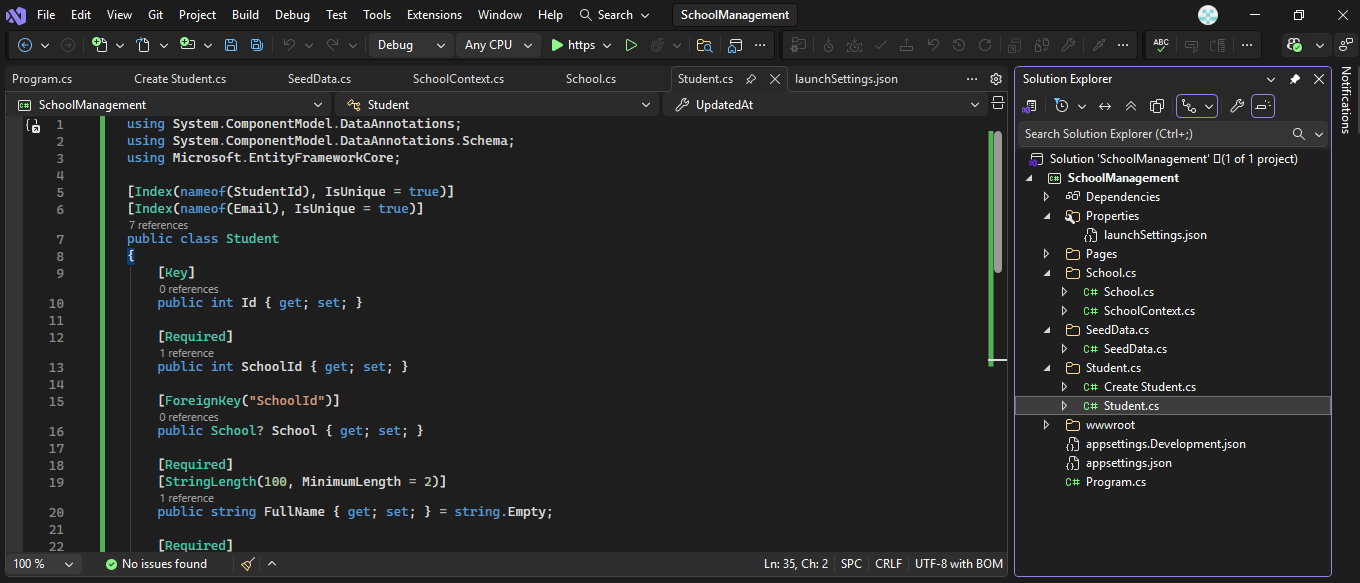 File Edit View Git Project Build Debug Test Tools Extensions Window Help Search SchoolManagement
Debug Any CPU https ABC
Program.cs Create Student.cs SeedData.cs SchoolContext.cs School.cs Student.cs launchSettings.json
SchoolManagement Student UpdatedAt
1 using System.ComponentModel.DataAnnotations;
2 using System.ComponentModel.DataAnnotations.Schema;
3 using Microsoft.EntityFrameworkCore;
4
5 [Index(nameof(StudentId), IsUnique = true)]
6 [Index(nameof(Email), IsUnique = true)]
7 references
7 public class Student
8 {
9 [Key]
0 references
10 public int Id { get; set; }
11
12 [Required]
1 reference
13 public int SchoolId { get; set; }
14
15 [ForeignKey("SchoolId")]
0 references
16 public School? School { get; set; }
17
18 [Required]
19 [StringLength(100, MinimumLength = 2)]
1 reference
20 public string FullName { get; set; } = string.Empty;
21
22 [Required]
100 % No issues found Ln: 35, Ch: 2 SPC CRLF UTF-8 with BOM
Solution Explorer
Search Solution Explorer (Ctrl+;)
Solution 'SchoolManagement' (1 of 1 project)
SchoolManagement
Dependencies
Properties
launchSettings.json
Pages
School.cs
C# School.cs
C# SchoolContext.cs
SeedData.cs
C# SeedData.cs
Student.cs
C# Create Student.cs
C# Student.cs
wwwroot
appsettings.Development.json
appsettings.json
C# Program.cs
Notifications